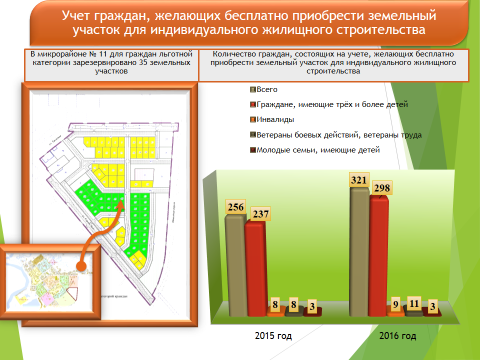 Учет граждан, желающих бесплатно приобрести земельный
участок для индивидуального жилищного строительства
В микрорайоне № 11 для граждан льготной
категории зарезервировано 35 земельных
участков
Количество граждан, состоящих на учете, желающих бесплатно
приобрести земельный участок для индивидуального жилищного
строительства
Всего
Граждане, имеющие трёх и более детей
Инвалиды
Ветераны боевых действий, ветераны труда
Молодые семьи, имеющие детей
256
237
8
8
3
321
298
9
11
3
2015 год
2016 год